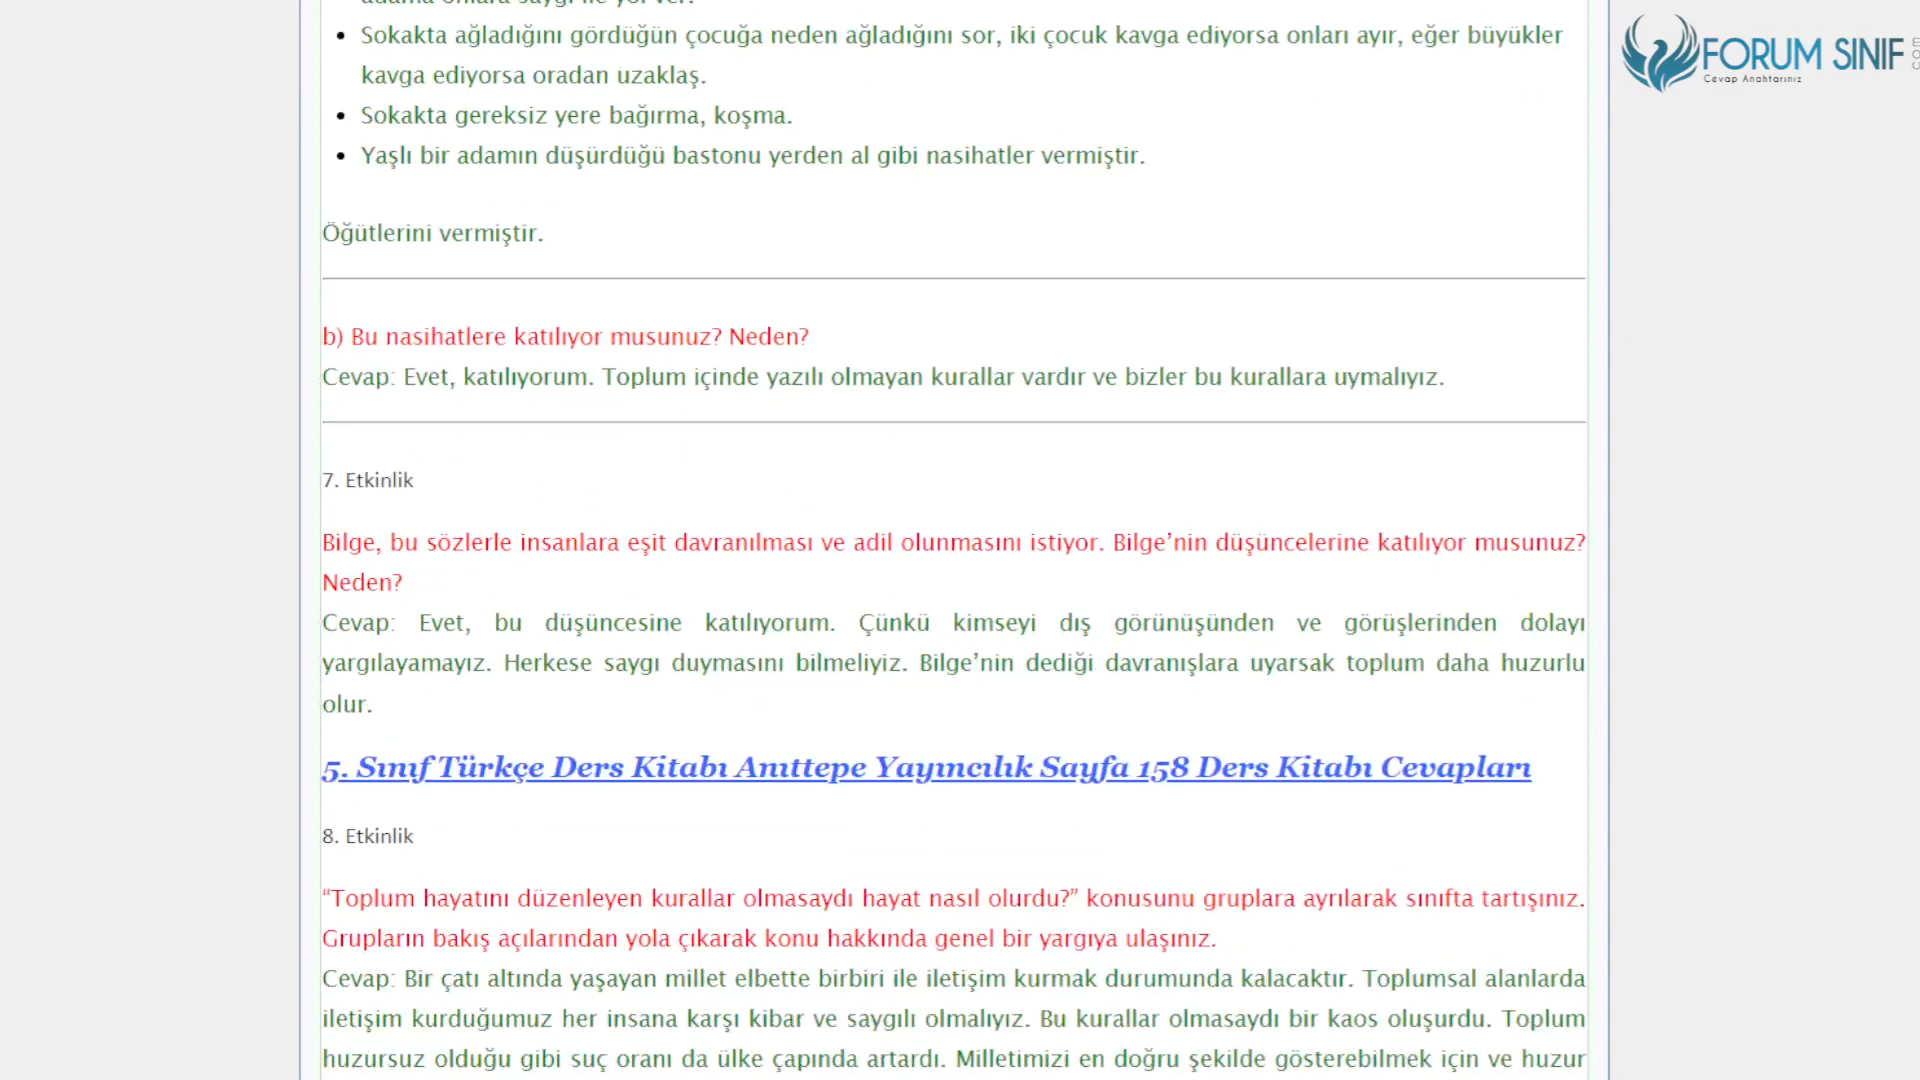 Sokakta ağladığını gördüğün çocuğa neden ağladığını sor, iki çocuk kavga ediyorsa onları ayır, eğer büyükler
kavga ediyorsa oradan uzaklaş.
Sokakta gereksiz yere bağırma, koşma.
Yaşlı bir adamın düşürdüğü bastonu yerden al gibi nasihatler vermiştir.
Öğütlerini vermiştir.
b) Bu nasihatlere katılıyor musunuz? Neden?
Cevap: Evet, katılıyorum. Toplum içinde yazılı olmayan kurallar vardır ve bizler bu kurallara uymalıyız.
7. Etkinlik
Bilge, bu sözlerle insanlara eşit davranılması ve adil olunmasını istiyor. Bilge’nin düşüncelerine katılıyor musunuz?
Neden?
Cevap: Evet, bu düşüncesine katılıyorum. Çünkü kimseyi dış görünüşünden ve görüşlerinden dolayı
yargılayamayız. Herkese saygı duymasını bilmeliyiz. Bilge’nin dediği davranışlara uyarsak toplum daha huzurlu
olur.
5. Sınıf Türkçe Ders Kitabı Anıttepe Yayıncılık Sayfa 158 Ders Kitabı Cevapları
8. Etkinlik
“Toplum hayatını düzenleyen kurallar olmasaydı hayat nasıl olurdu?” konusunu gruplara ayrılarak sınıfta tartışınız.
Grupların bakış açılarından yola çıkarak konu hakkında genel bir yargıya ulaşınız.
Cevap: Bir çatı altında yaşayan millet elbette birbiri ile iletişim kurmak durumunda kalacaktır. Toplumsal alanlarda
iletişim kurduğumuz her insana karşı kibar ve saygılı olmalıyız. Bu kurallar olmasaydı bir kaos oluşurdu. Toplum
huzursuz olduğu gibi suç oranı da ülke çapında artardı. Milletimizi en doğru şekilde gösterebilmek için ve huzur
FORUM SINIF
Cevap Anahtarınız